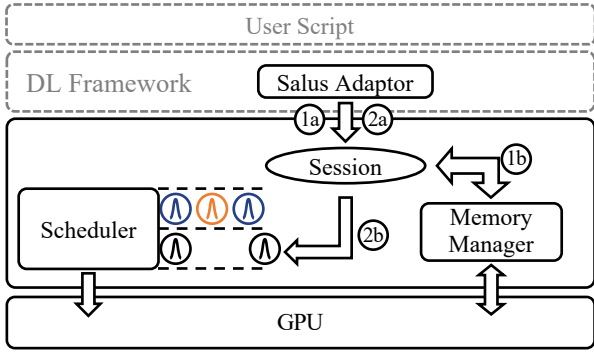 User Script
DL Framework
Salus Adaptor
1a
2a
Session
1b
Scheduler
Memory
Manager
2b
GPU